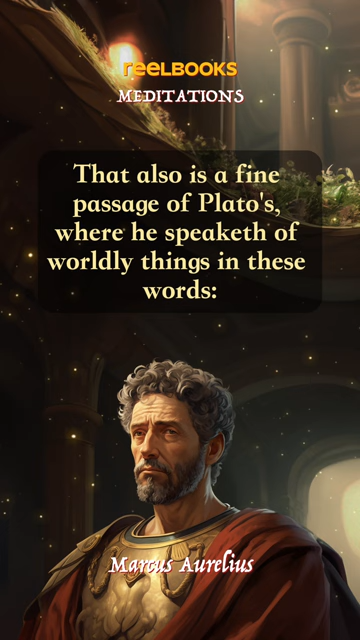 reelBOOKS
MEDITATIONS
That also is a fine
passage of Plato's,
where he speaketh of
worldly things in these
words:
Marcus Aurelius